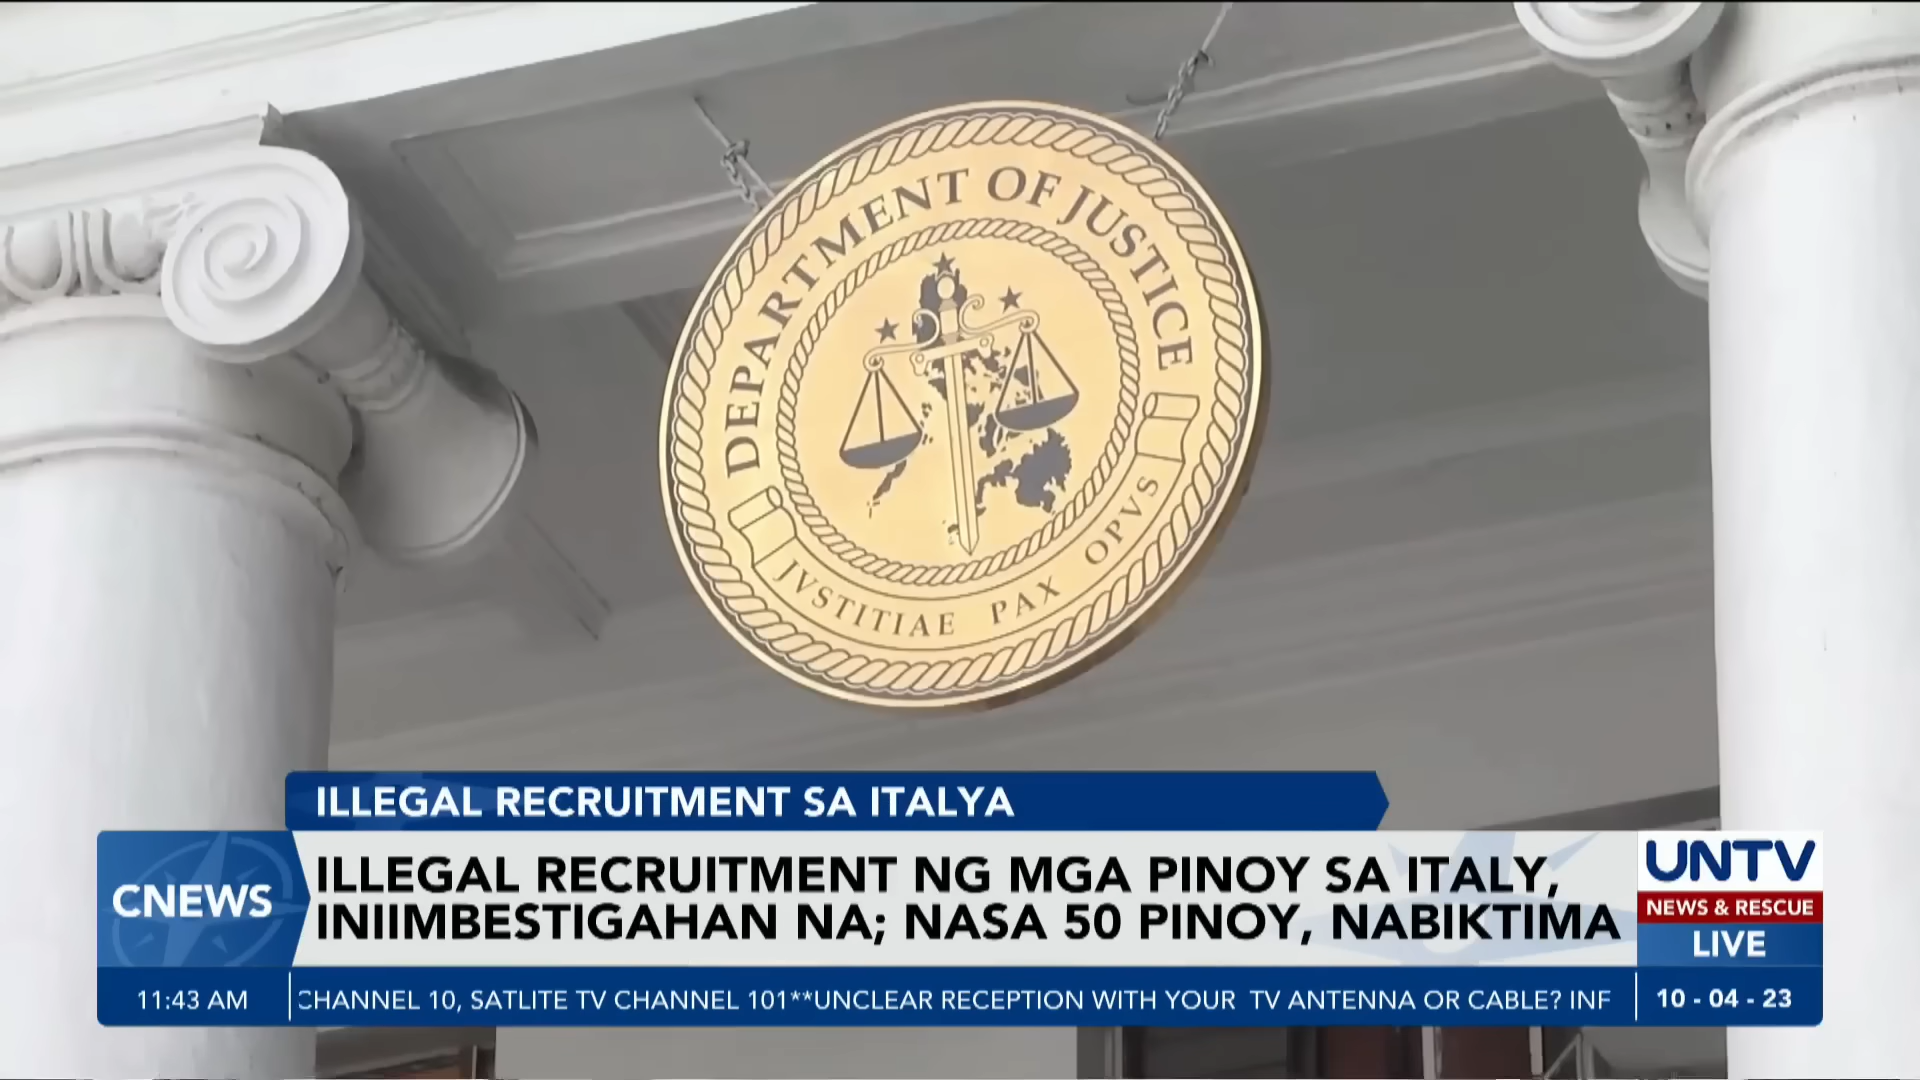 DEPARTMENT OF JUSTICE
JVSTITIAE PAX OPVS
ILLEGAL RECRUITMENT SA ITALYA
CNEWS
ILLEGAL RECRUITMENT NG MGA PINOY SA ITALY,
INIIMBESTIGAHAN NA; NASA 50 PINOY, NABIKTIMA
UNTV
NEWS & RESCUE
LIVE
11:43 AM
CHANNEL 10, SATLITE TV CHANNEL 101**UNCLEAR RECEPTION WITH YOUR TV ANTENNA OR CABLE? INF
10 - 04 - 23